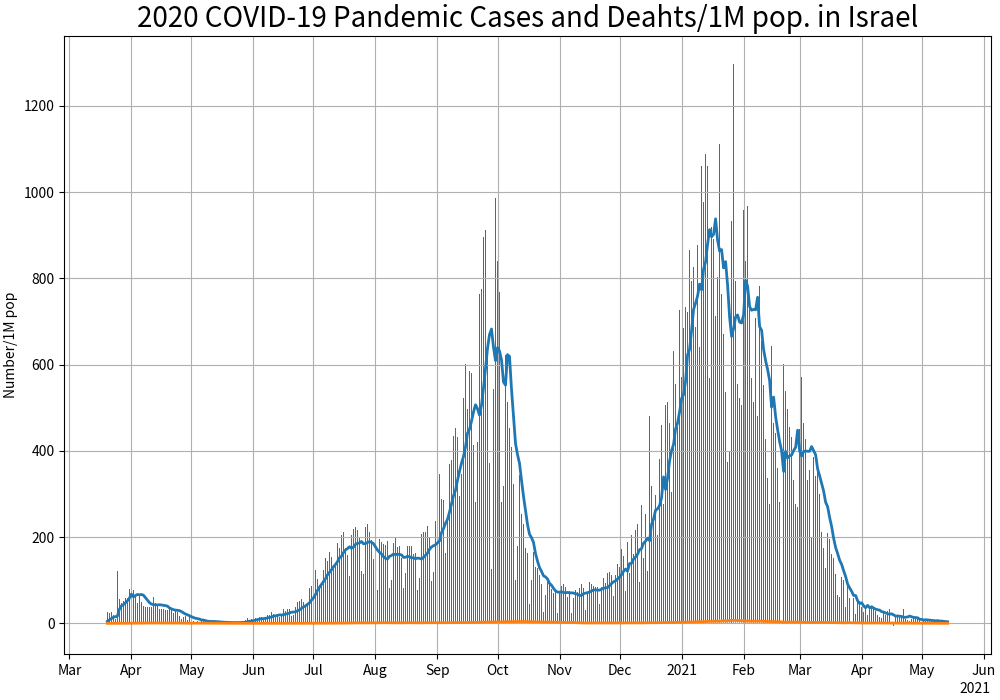 2020 COVID-19 Pandemic Cases and Deahts/1M pop. in Israel
Number/1M pop
1200
1000
800
600
400
200
0
Mar Apr May Jun Jul Aug Sep Oct Nov Dec 2021 Feb Mar Apr May Jun
2021